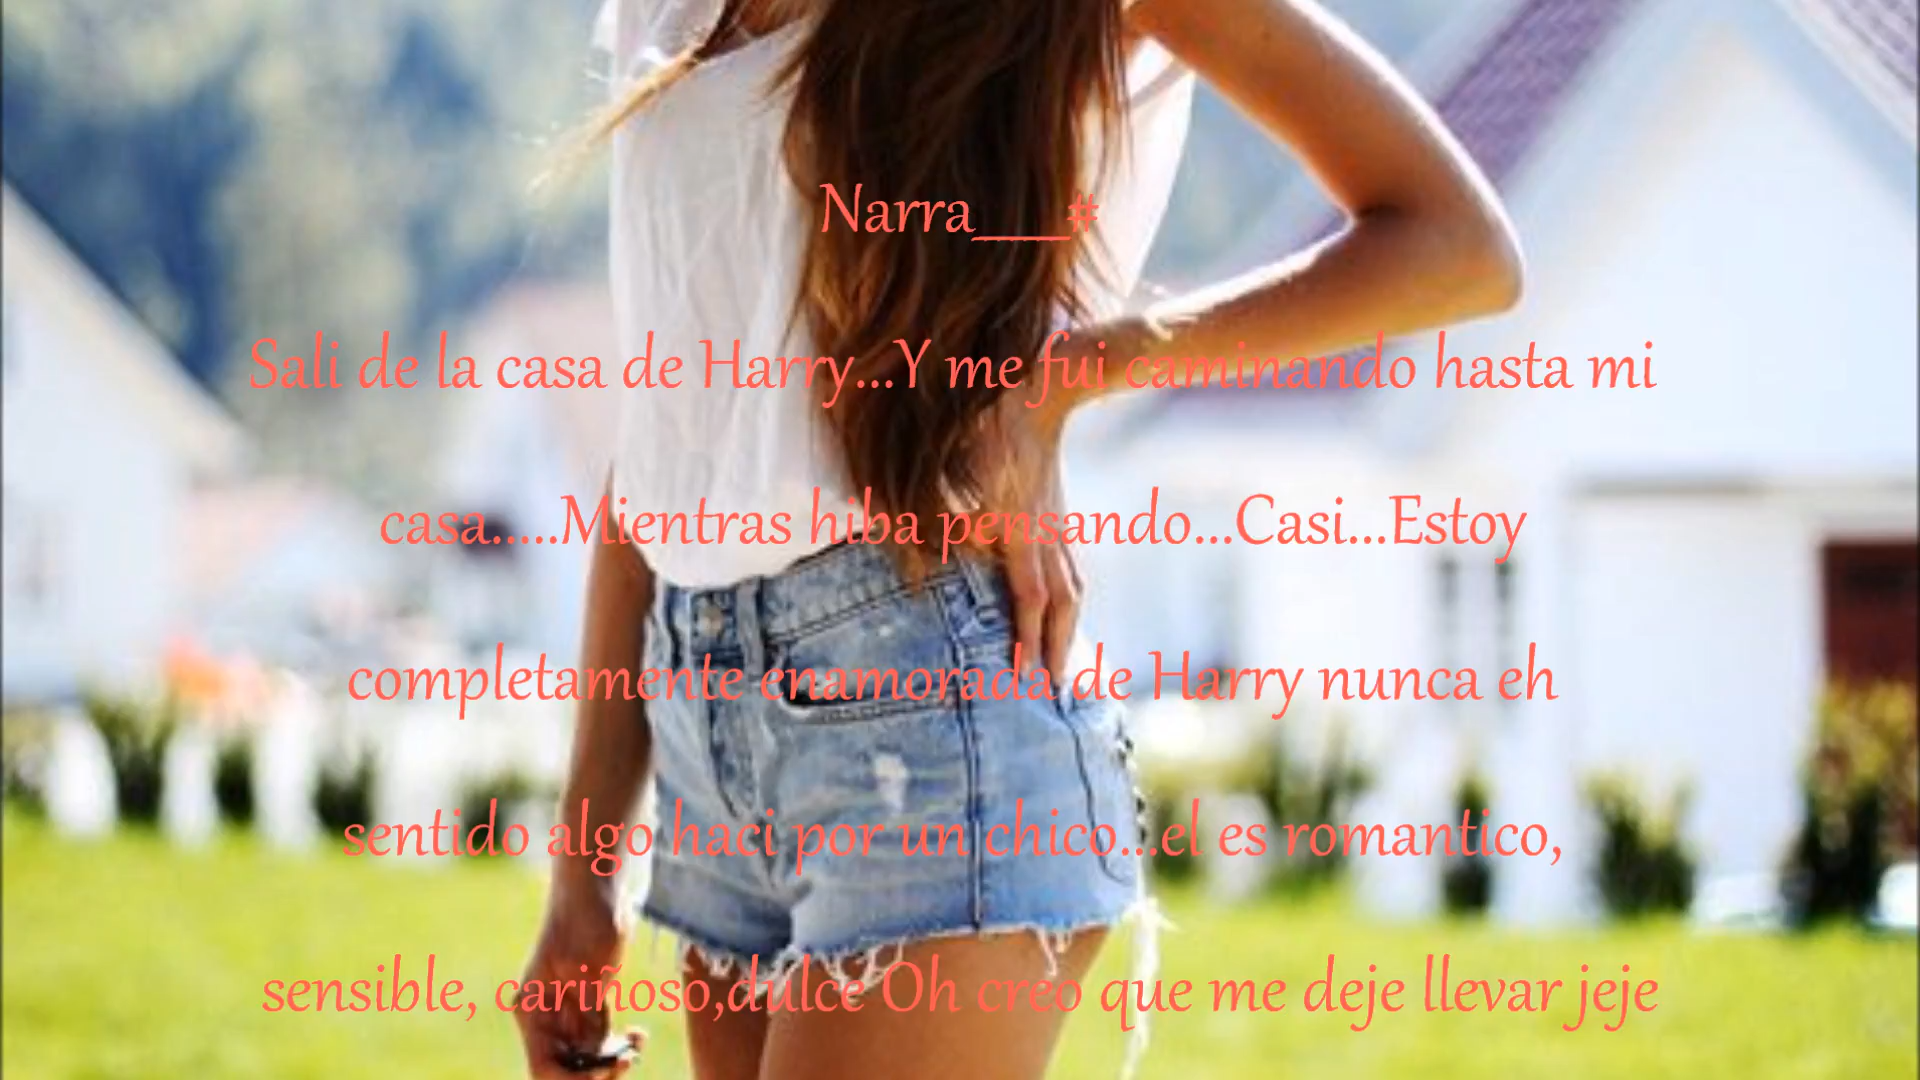 Narra____#
Sali de la casa de Harry...Y me fui caminando hasta mi
casa.....Mientras hiba pensando...Casi...Estoy
completamente enamorada de Harry nunca eh
sentido algo haci por un chico...el es romantico,
sensible, cariñoso,dulce Oh creo que me deje llevar jeje